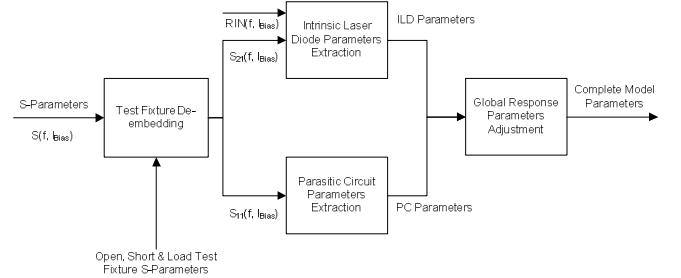 RIN(f, IBias)
Intrinsic Laser
Diode Parameters
Extraction
ILD Parameters
S21(f, IBias)
S-Parameters
S(f, IBias)
Test Fixture De-
embedding
Global Response
Parameters
Adjustment
Complete Model
Parameters
S11(f, IBias)
Parasitic Circuit
Parameters
Extraction
PC Parameters
Open, Short & Load Test
Fixture S-Parameters